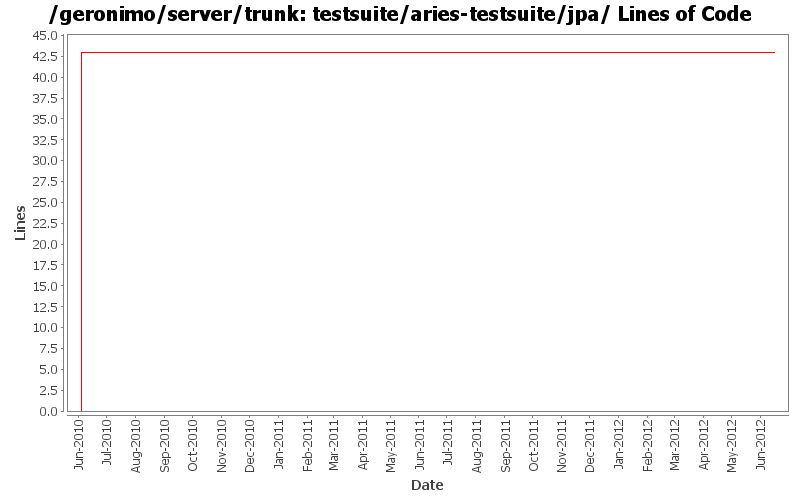 /geronimo/server/trunk: testsuite/aries-testsuite/jpa/ Lines of Code
45.0
42.5
40.0
37.5
35.0
32.5
30.0
27.5
25.0
22.5
20.0
17.5
15.0
12.5
10.0
7.5
5.0
2.5
0.0
Lines
Jun-2010
Jul-2010
Aug-2010
Sep-2010
Oct-2010
Nov-2010
Dec-2010
Jan-2011
Feb-2011
Mar-2011
Apr-2011
May-2011
Jun-2011
Jul-2011
Aug-2011
Sep-2011
Oct-2011
Nov-2011
Dec-2011
Jan-2012
Feb-2012
Mar-2012
Apr-2012
May-2012
Jun-2012
Date